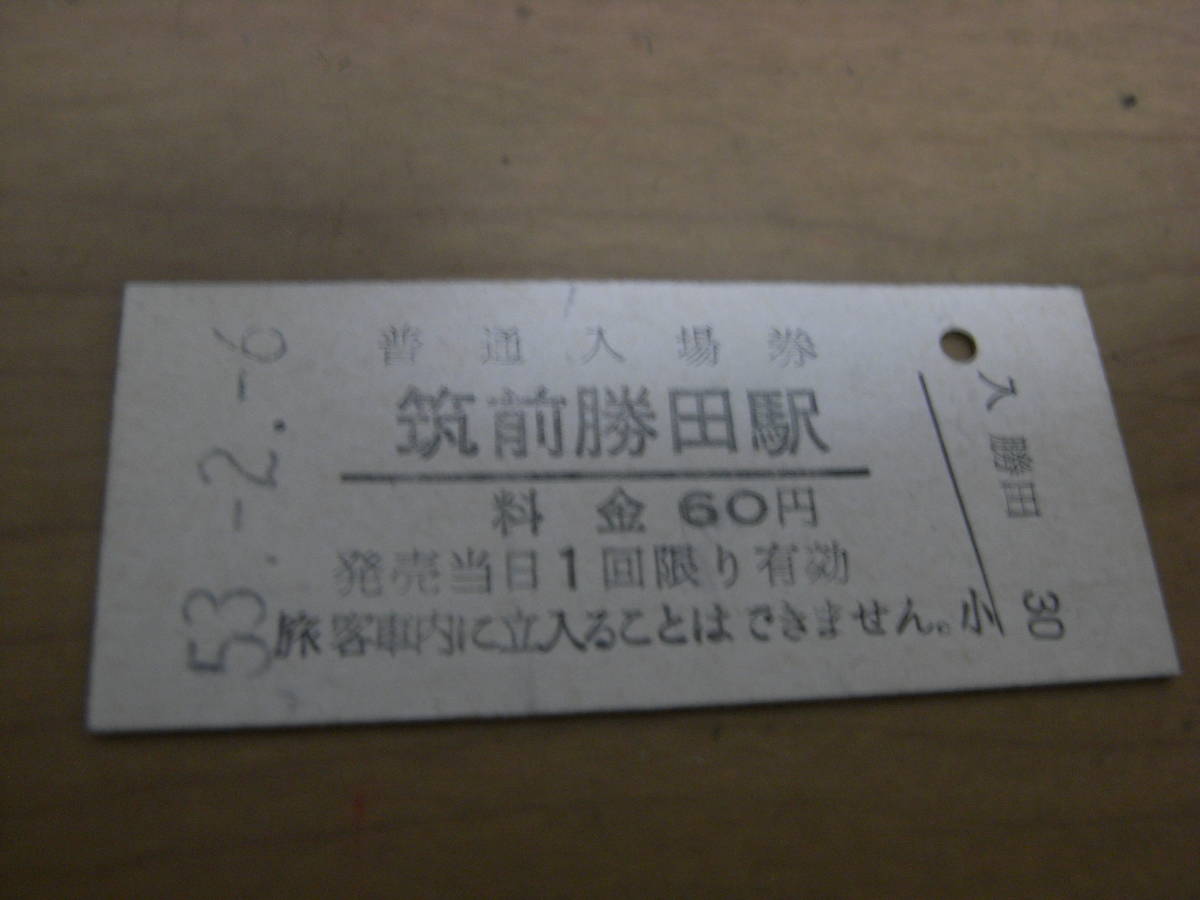 53.-2.-6
普通入場券
筑前勝田駅
料金 60円
発売当日1回限り有効
旅客車内に立入ることはできません。
入 勝田
小 30